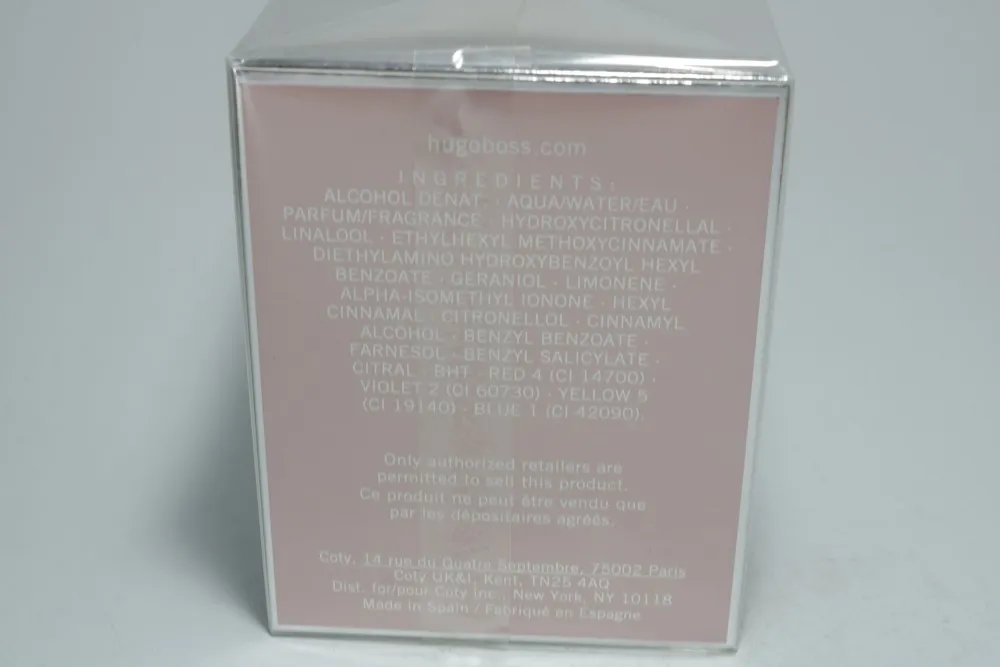 hugoboss.com
INGREDIENTS:
ALCOHOL DENAT. · AQUA/WATER/EAU ·
PARFUM/FRAGRANCE · HYDROXYCITRONELLAL ·
LINALOOL · ETHYLHEXYL METHOXYCINNAMATE ·
DIETHYLAMINO HYDROXYBENZOYL HEXYL
BENZOATE · GERANIOL · LIMONENE ·
ALPHA-ISOMETHYL IONONE · HEXYL
CINNAMAL · CITRONELLOL · CINNAMYL
ALCOHOL · BENZYL BENZOATE ·
FARNESOL · BENZYL SALICYLATE ·
CITRAL · BHT · RED 4 (CI 14700) ·
VIOLET 2 (CI 60730) · YELLOW 5
(CI 19140) · BLUE 1 (CI 42090).
Only authorized retailers are
permitted to sell this product.
Ce produit ne peut être vendu que
par les dépositaires agréés.
Coty, 14 rue du Quatre Septembre, 75002 Paris
Coty UK&I, Kent, TN25 4AQ
Dist. for/pour Coty Inc., New York, NY 10118
Made in Spain / Fabriqué en Espagne